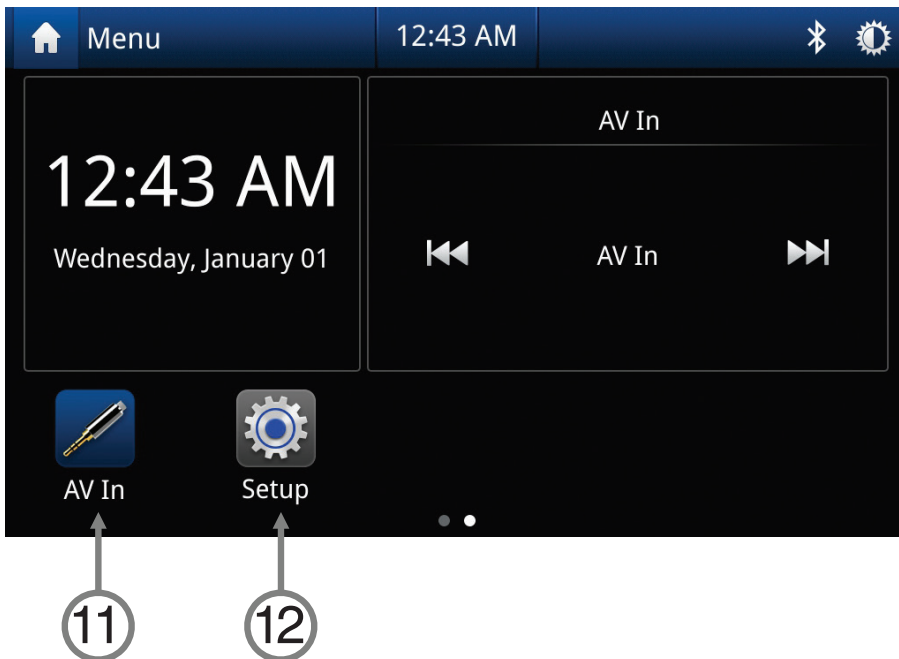 Menu
12:43 AM
12:43 AM
Wednesday, January 01
AV In
AV In
AV In
Setup
11
12